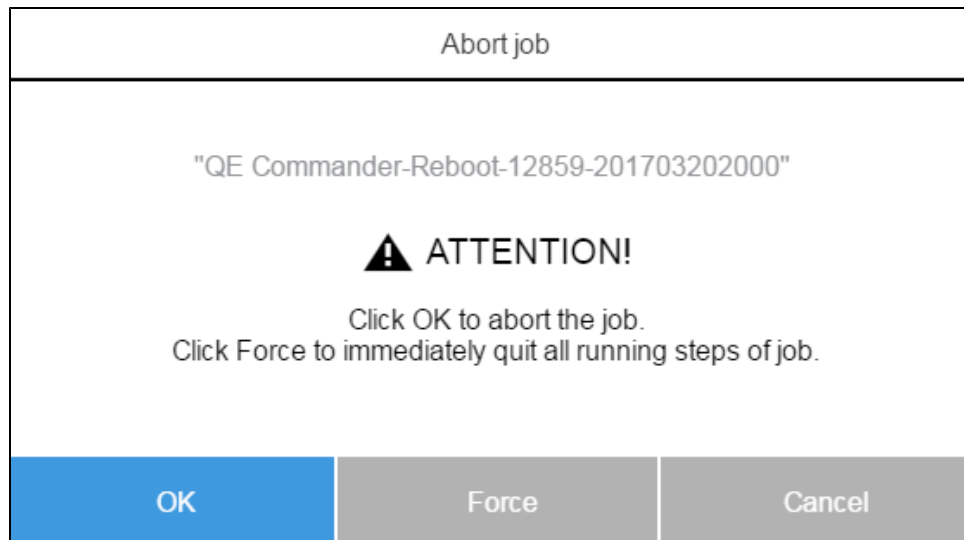 Abort job
"QE Commander-Reboot-12859-201703202000"
ATTENTION!
Click OK to abort the job.
Click Force to immediately quit all running steps of job.
OK
Force
Cancel